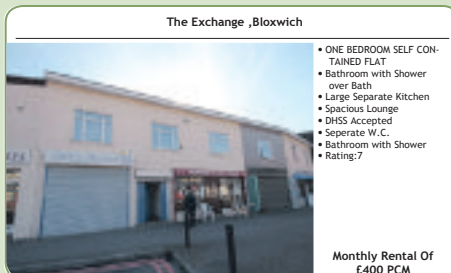 The Exchange ,Bloxwich
• ONE BEDROOM SELF CON-
TAINED FLAT
• Bathroom with Shower
over Bath
• Large Separate Kitchen
• Spacious Lounge
• DHSS Accepted
• Seperate W.C.
• Bathroom with Shower
• Rating:7
Monthly Rental Of
£400 PCM